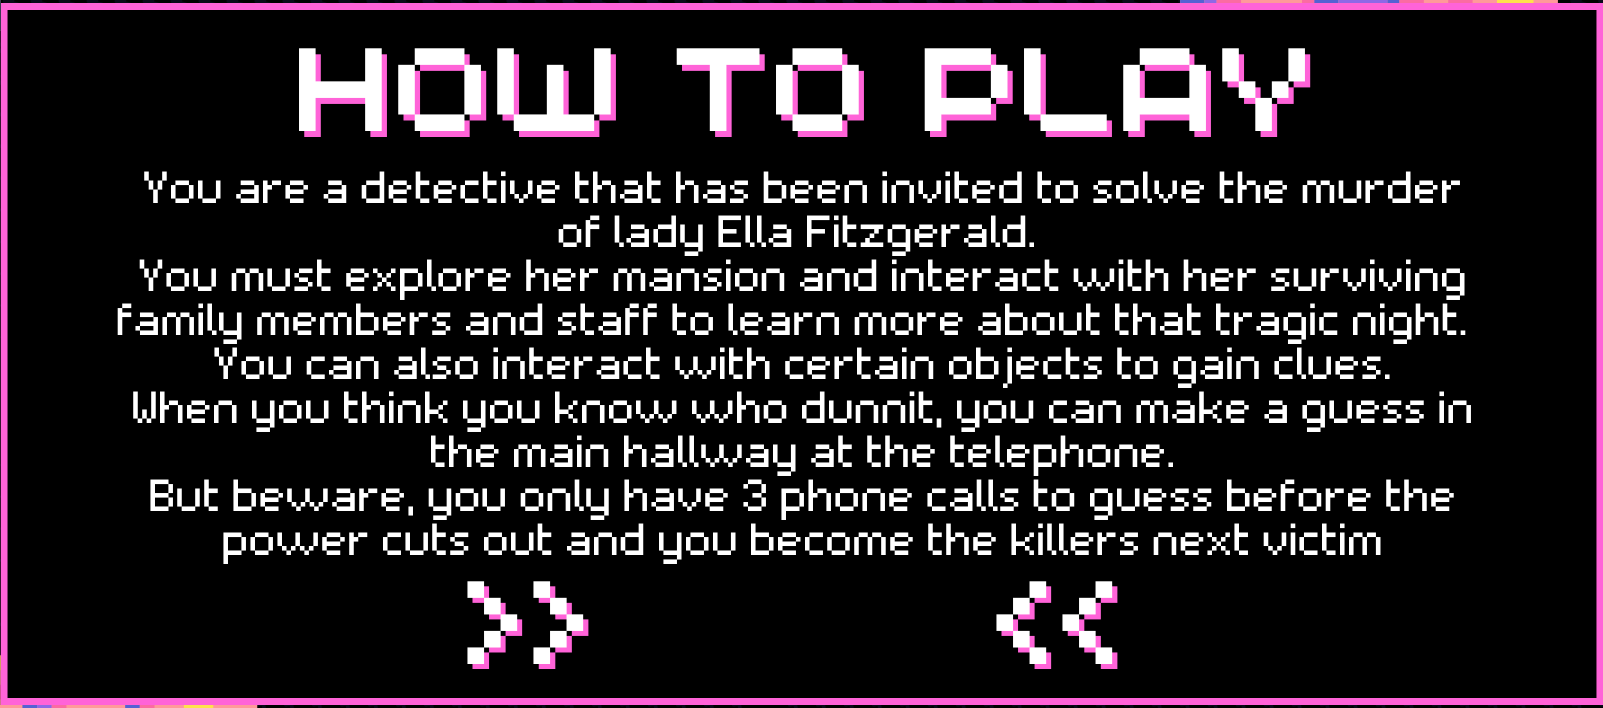 HOW TO PLAY
You are a detective that has been invited to solve the murder
of lady Ella Fitzgerald.
You must explore her mansion and interact with her surviving
family members and staff to learn more about that tragic night.
You can also interact with certain objects to gain clues.
When you think you know who dunnit, you can make a guess in
the main hallway at the telephone.
But beware, you only have 3 phone calls to guess before the
power cuts out and you become the killers next victim
>> <<